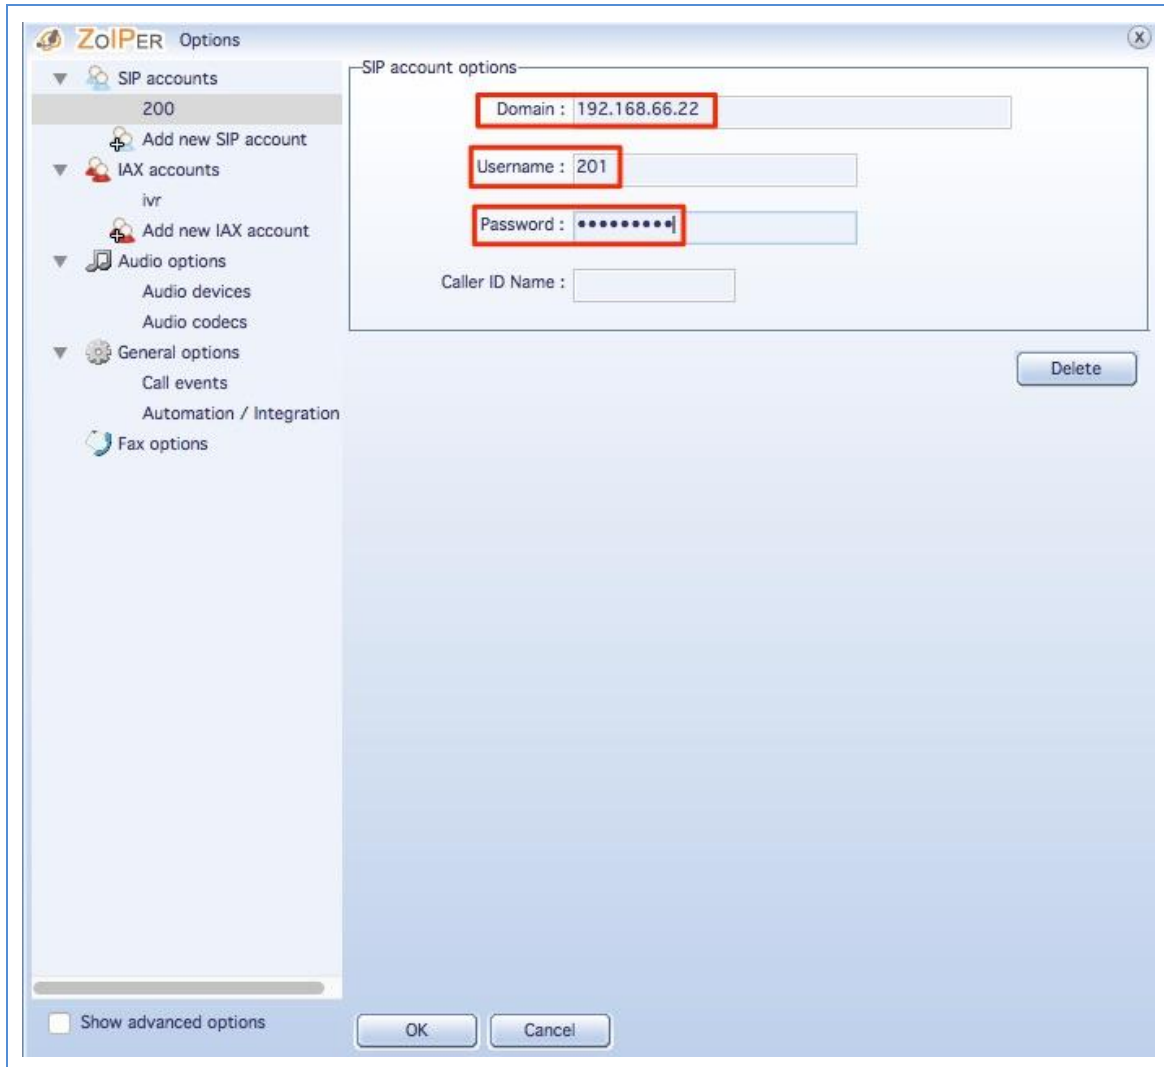 ZoIPER Options
SIP accounts
200
Add new SIP account
IAX accounts
ivr
Add new IAX account
Audio options
Audio devices
Audio codecs
General options
Call events
Automation / Integration
Fax options
Show advanced options
SIP account options
Domain : 192.168.66.22
Username : 201
Password : •••••••••
Caller ID Name :
Delete
OK
Cancel